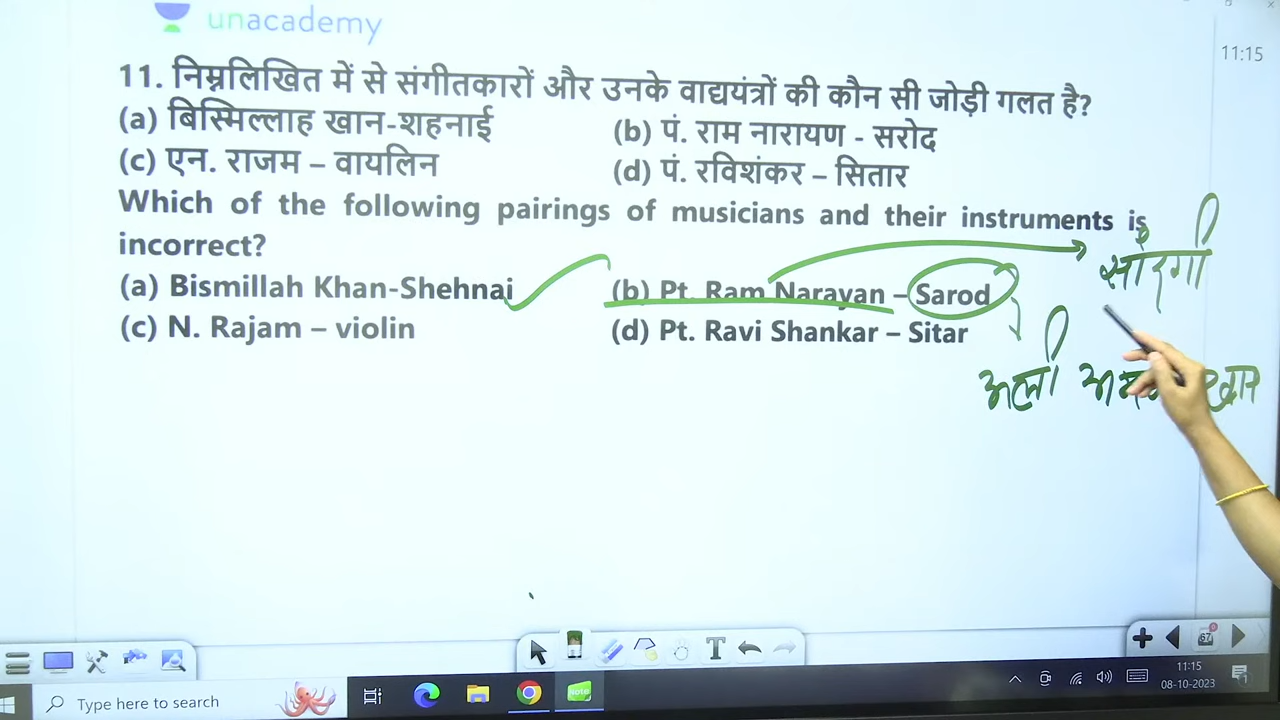 unacademy
11:15
11. निम्नलिखित में से संगीतकारों और उनके वाद्ययंत्रों की कौन सी जोड़ी गलत है?
(a) बिस्मिल्लाह खान-शहनाई (b) पं. राम नारायण - सरोद
(c) एन. राजम – वायलिन (d) पं. रविशंकर – सितार
Which of the following pairings of musicians and their instruments is
incorrect?
सारंगी
(a) Bismillah Khan-Shehnai (b) Pt. Ram Narayan – Sarod
(c) N. Rajam – violin (d) Pt. Ravi Shankar – Sitar
अली खान
T
67
Type here to search
Note
11:15
08-10-2023